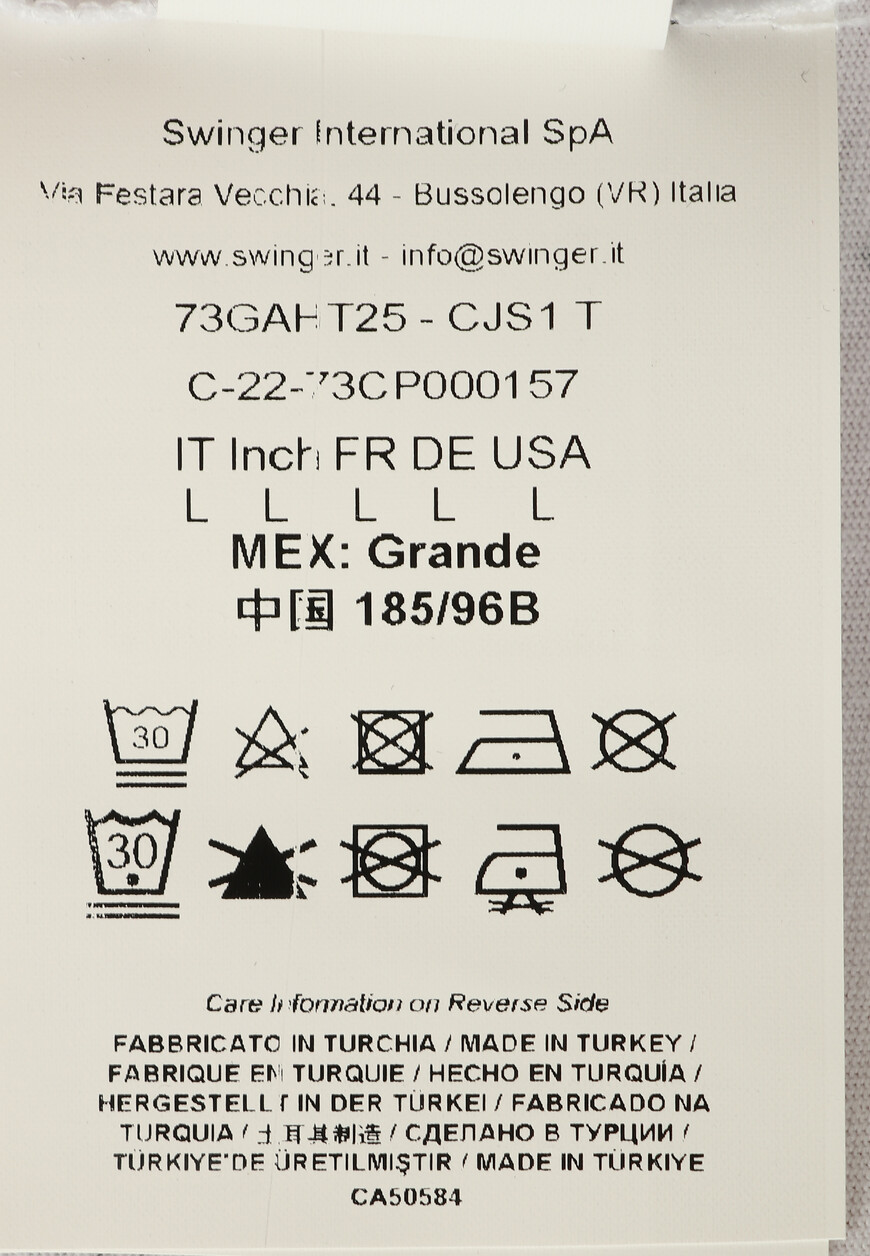 Swinger International SpA
Via Festara Vecchia, 44 - Bussolengo (VR) Italia
www.swinger.it - info@swinger.it
73GAHT25 - CJS1 T
C-22-73CP000157
IT Inch FR DE USA
L L L L L
MEX: Grande
中国 185/96B
30
30
Care Information on Reverse Side
FABBRICATO IN TURCHIA / MADE IN TURKEY /
FABRIQUE EN TURQUIE / HECHO EN TURQUÍA /
HERGESTELLT IN DER TÜRKEI / FABRICADO NA
TURQUIA / 土耳其制造 / СДЕЛАНО В ТУРЦИИ /
TÜRKIYE'DE ÜRETILMIŞTIR / MADE IN TÜRKIYE
CA50584